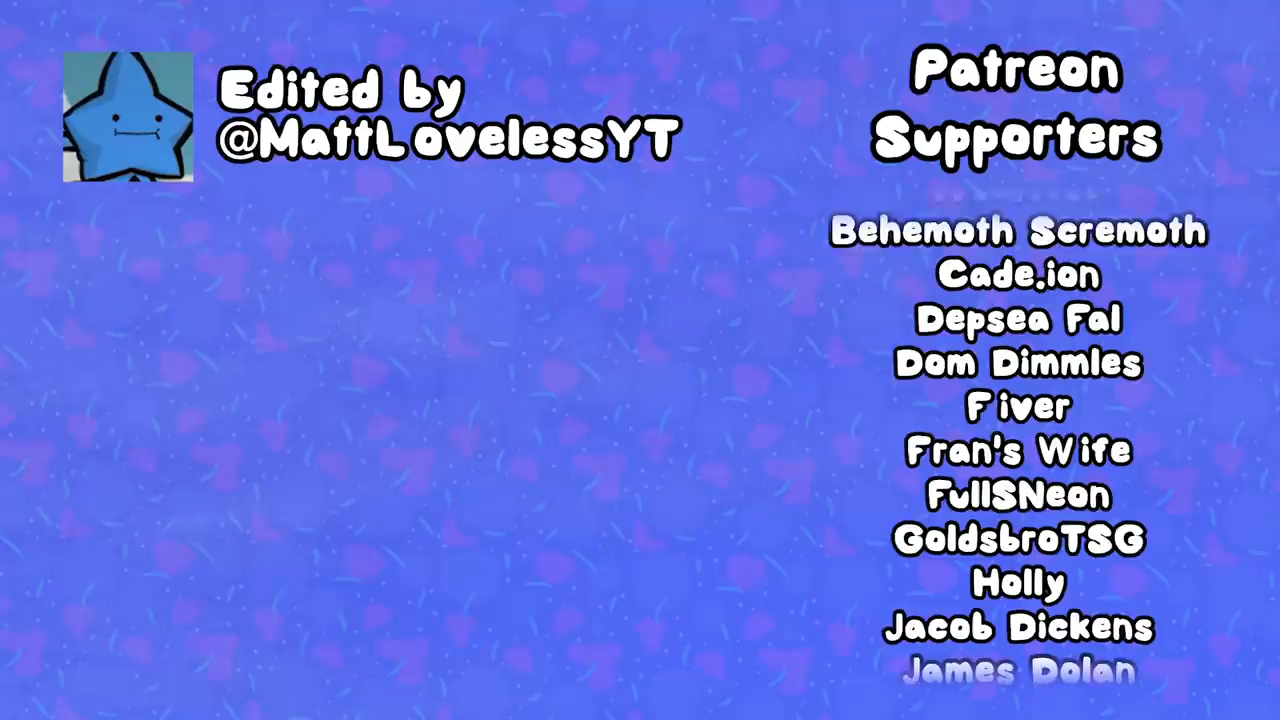 Edited by
@MattLovelessYT
Patreon
Supporters
Behemoth Scremoth
Cade.ion
Depsea Fal
Dom Dimmles
Fiver
Fran's Wife
FullSNeon
GoldsbroTSG
Holly
Jacob Dickens
James Dolan